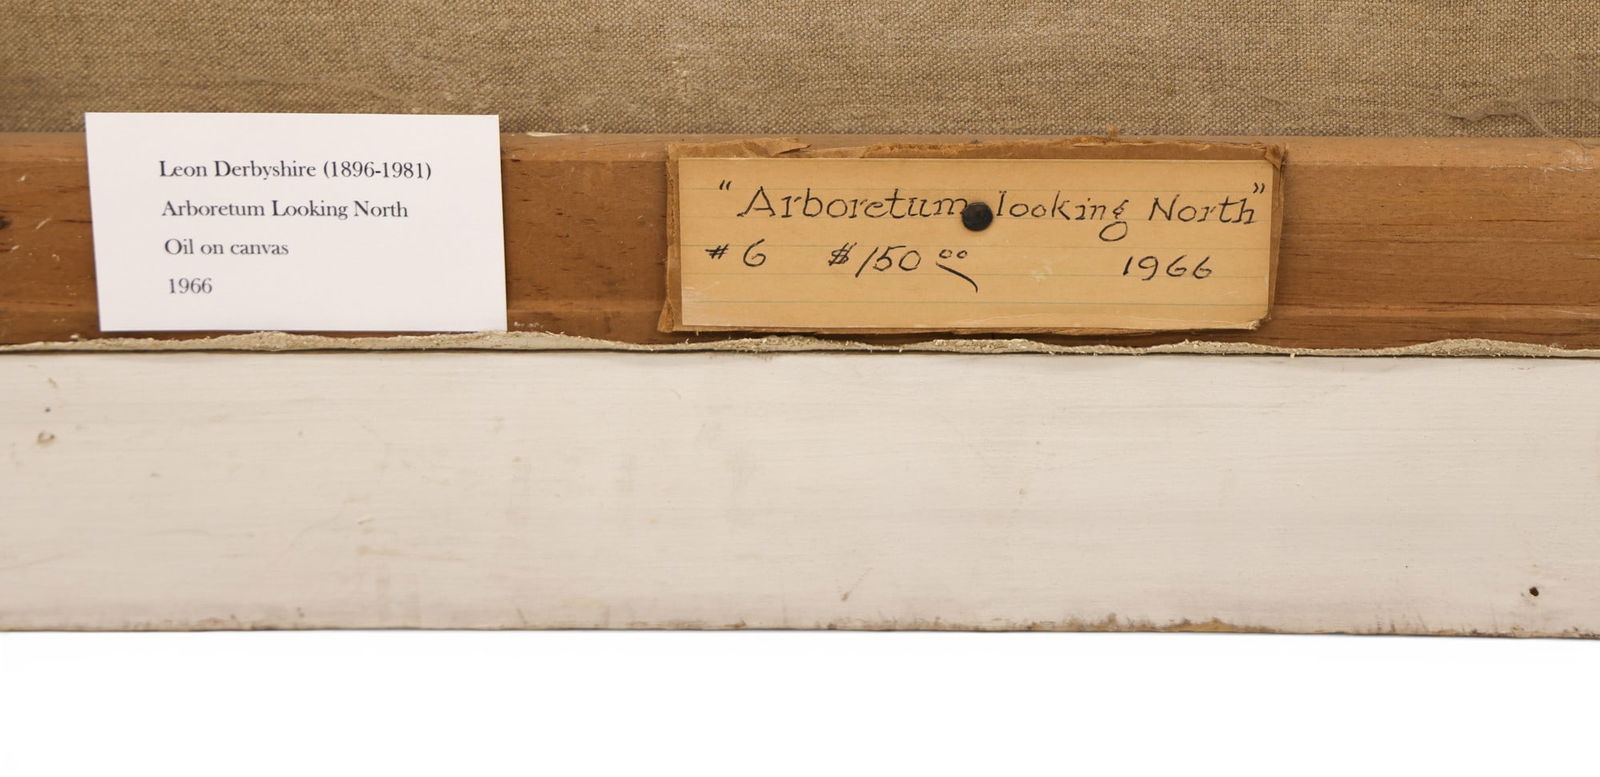 Leon Derbyshire (1896-1981)
Arboretum Looking North
Oil on canvas
1966
"Arboretum looking North"
# 6 $150 00 1966